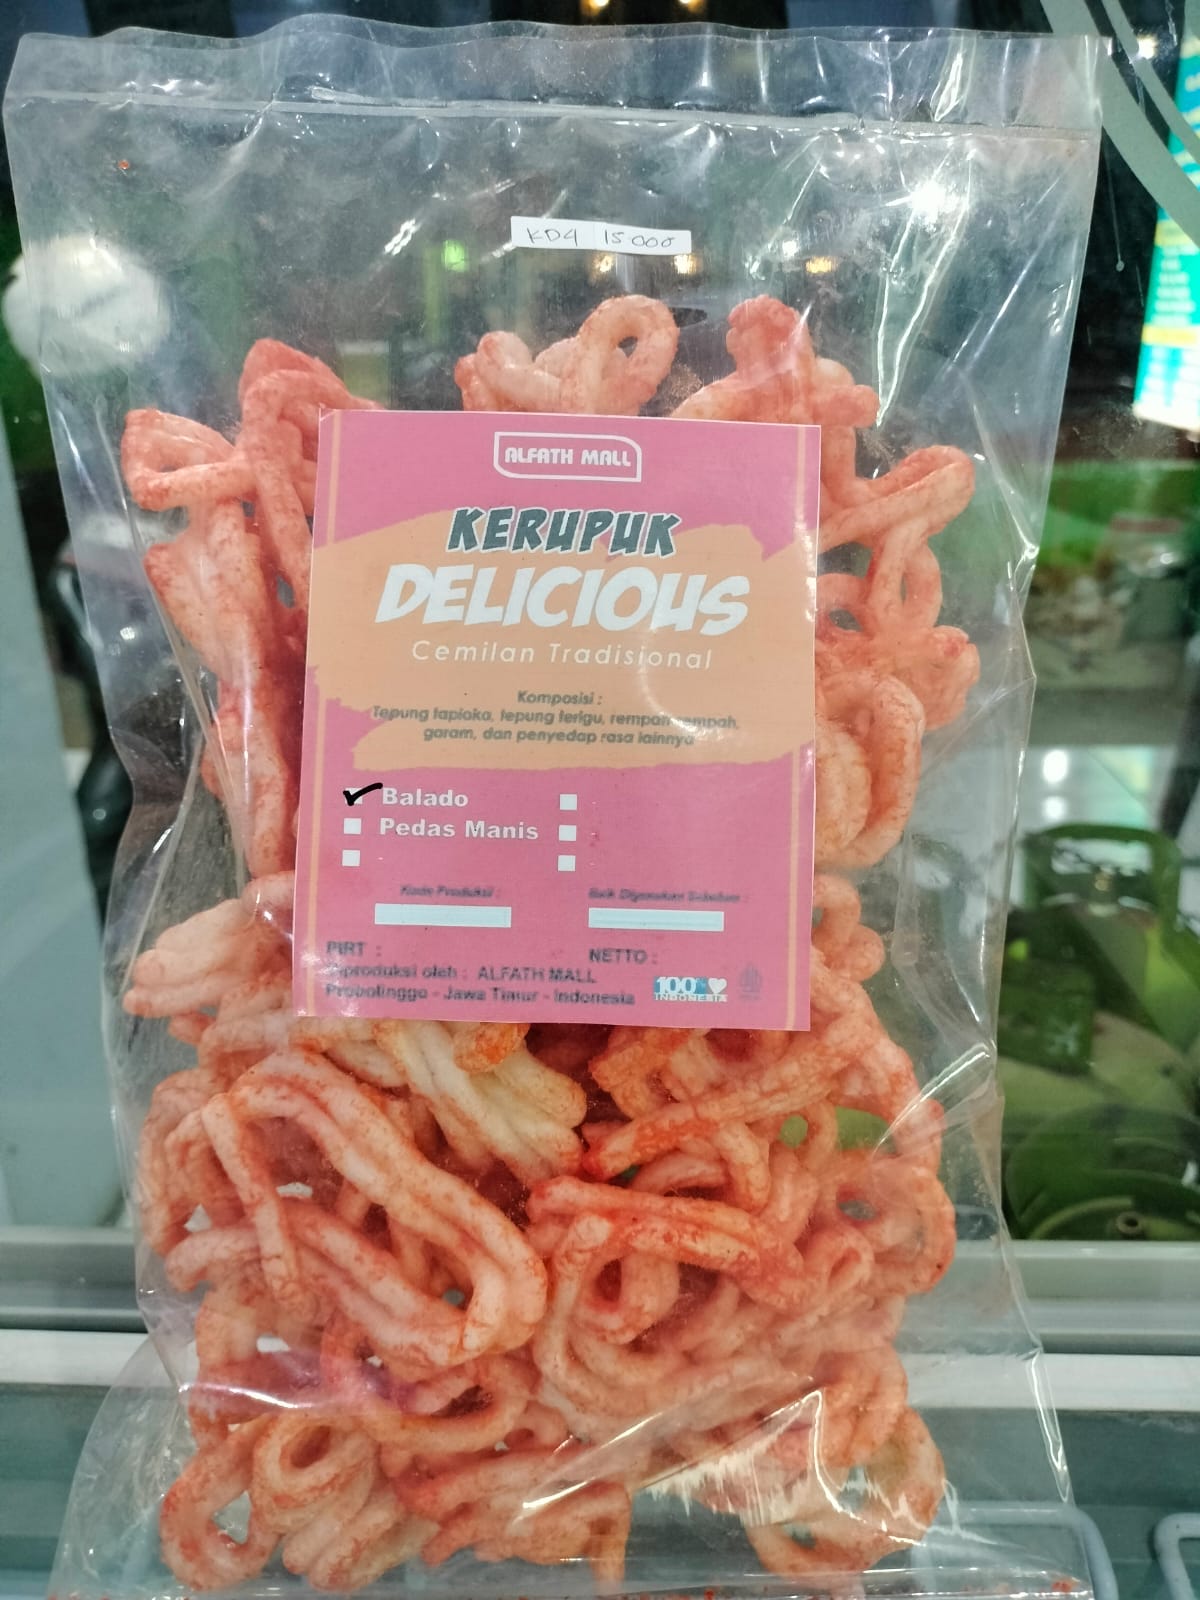 KD4 15.000
ALFATH MALL
KERUPUK
DELICIOUS
Cemilan Tradisional
Komposisi :
Tepung tapioka, tepung terigu, rempah-rempah,
garam, dan penyedap rasa lainnya
Balado
Pedas Manis
Kode Produksi : Baik Digunakan Sebelum :
PIRT : NETTO :
Diproduksi oleh : ALFATH MALL
Probolinggo - Jawa Timur - Indonesia
100%
INDONESIA